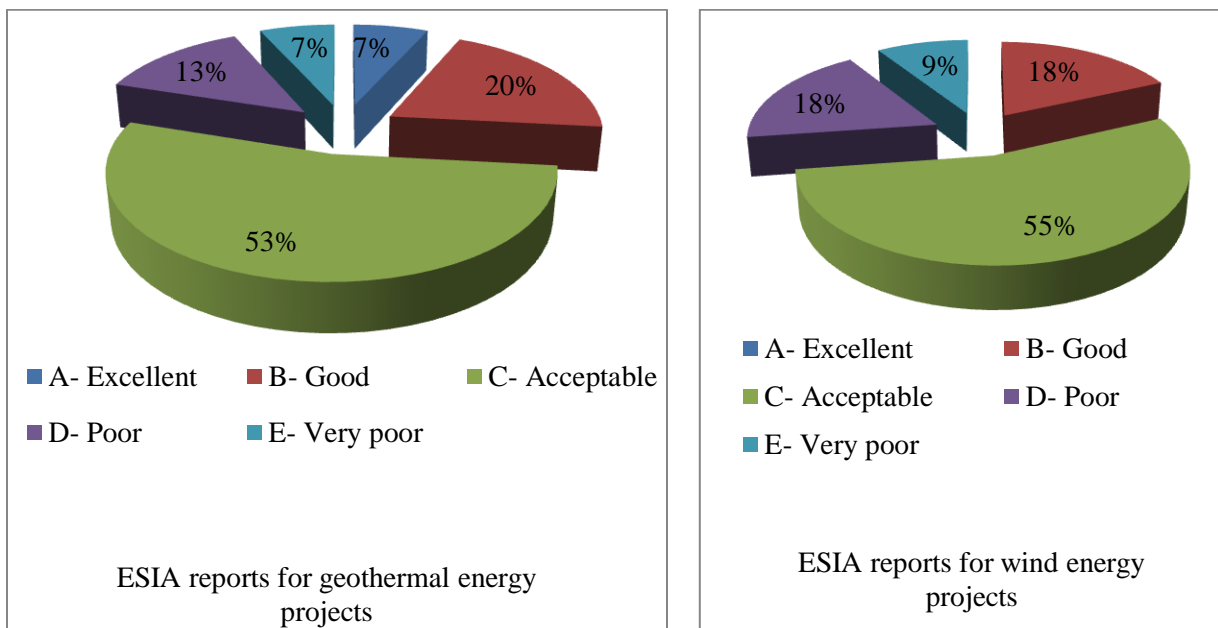 7%
7%
13%
20%
53%
A- Excellent
B- Good
C- Acceptable
D- Poor
E- Very poor
ESIA reports for geothermal energy
projects
9%
18%
18%
55%
A- Excellent
B- Good
C- Acceptable
D- Poor
E- Very poor
ESIA reports for wind energy
projects